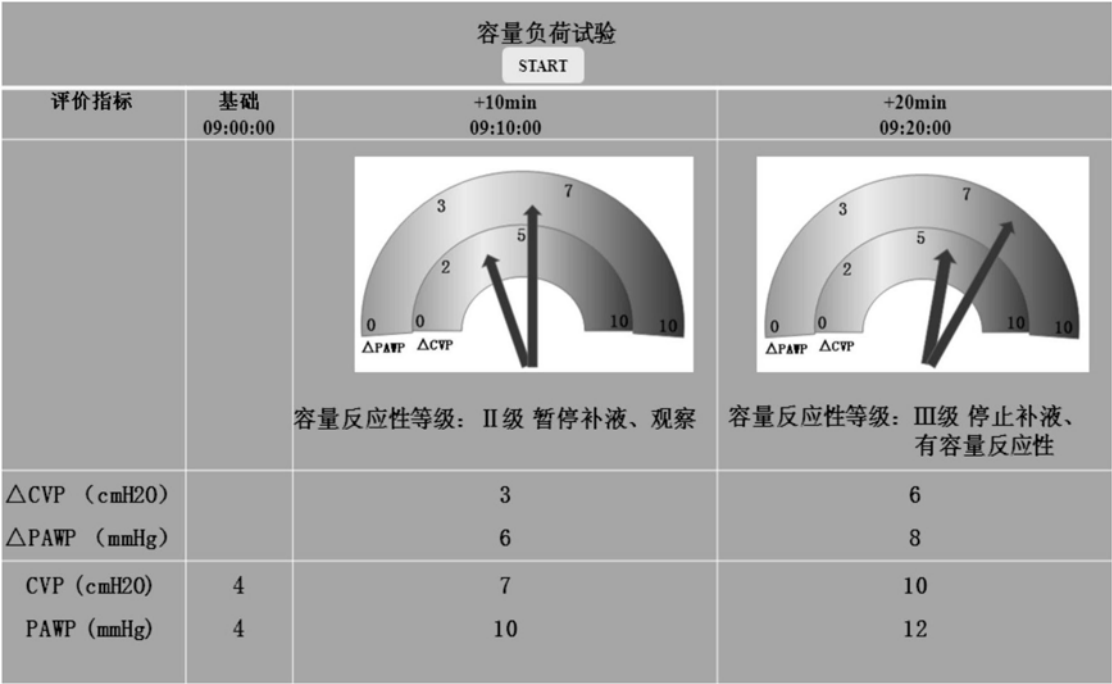 容量负荷试验
START
评价指标
基础
09:00:00
+10min
09:10:00
+20min
09:20:00
3
7
2
5
0
0
10
10
△PAWP
△CVP
容量反应性等级: Ⅱ级 暂停补液、观察
3
7
2
5
0
0
10
10
△PAWP
△CVP
容量反应性等级: Ⅲ级 停止补液、
有容量反应性
△CVP (cmH2O)
3
6
△PAWP (mmHg)
6
8
CVP (cmH2O)
4
7
10
PAWP (mmHg)
4
10
12